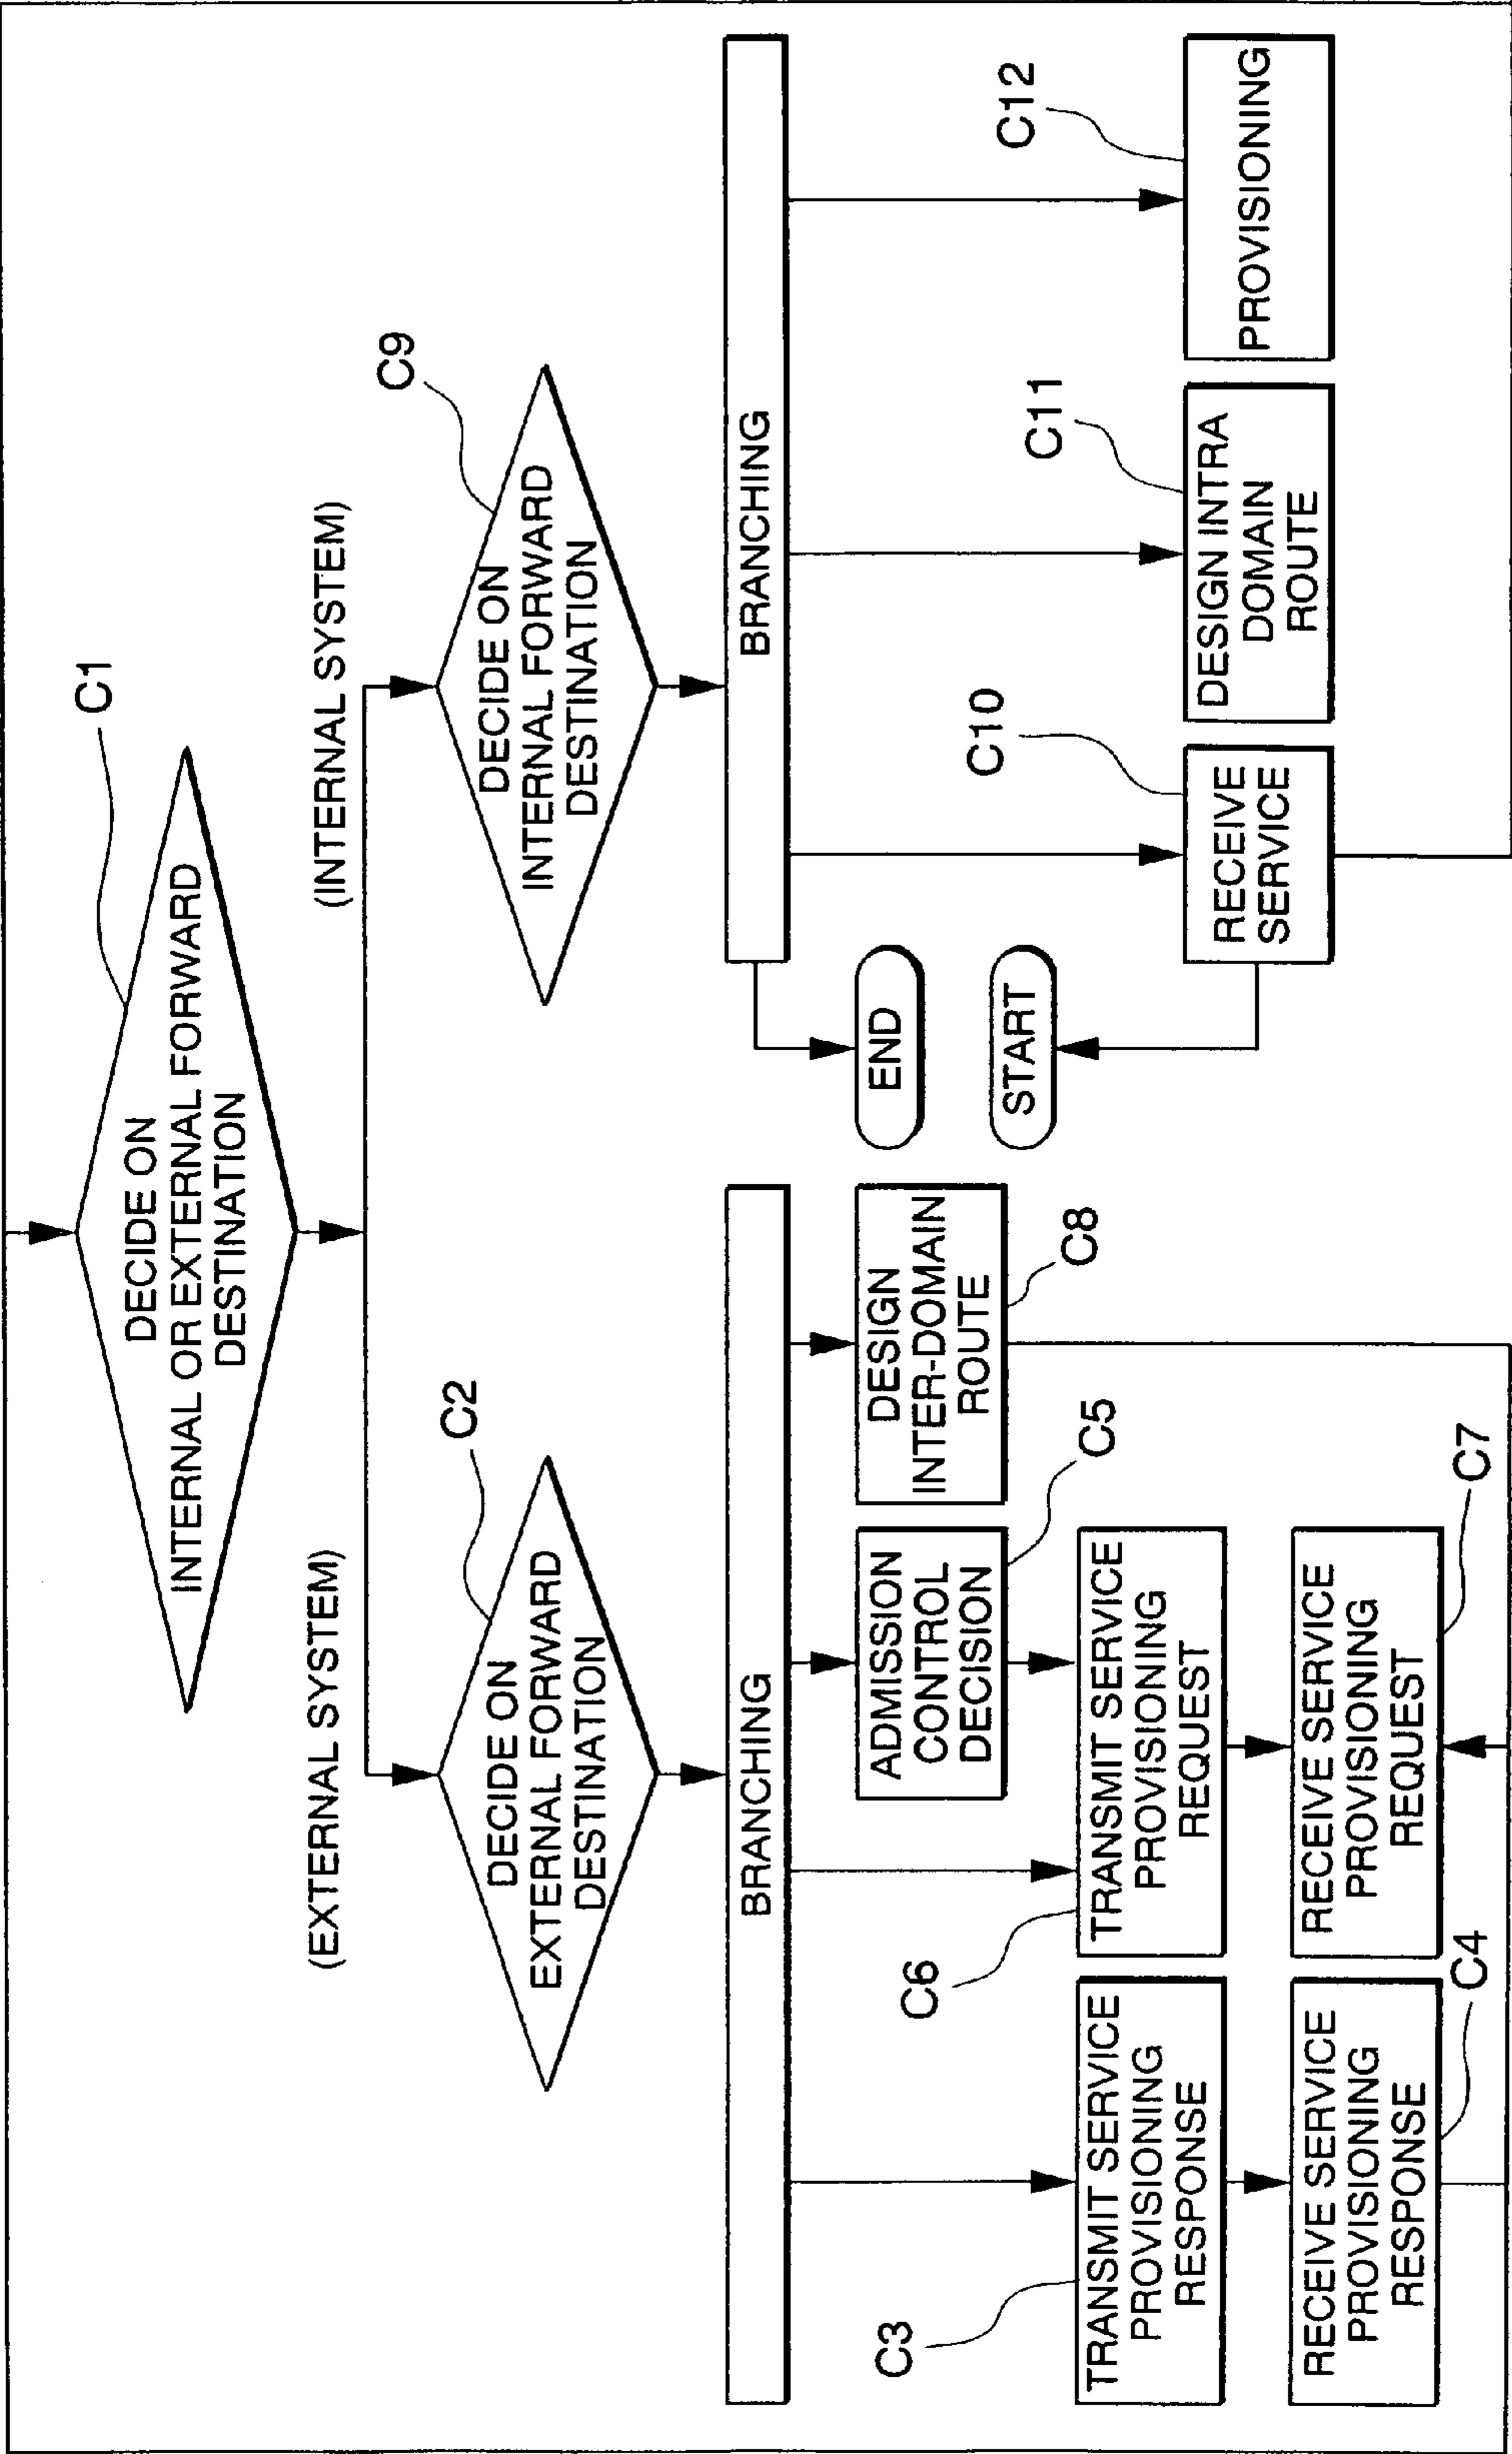 C1
DECIDE ON
INTERNAL OR EXTERNAL FORWARD
DESTINATION
(EXTERNAL SYSTEM)
(INTERNAL SYSTEM)
C2
DECIDE ON
EXTERNAL FORWARD
DESTINATION
C9
DECIDE ON
INTERNAL FORWARD
DESTINATION
BRANCHING
BRANCHING
ADMISSION
CONTROL
DECISION
C5
DESIGN
INTER-DOMAIN
ROUTE
C8
END
START
C3
TRANSMIT SERVICE
PROVISIONING
RESPONSE
C6
TRANSMIT SERVICE
PROVISIONING
REQUEST
C10
RECEIVE
SERVICE
C11
DESIGN INTRA
DOMAIN
ROUTE
C12
PROVISIONING
RECEIVE SERVICE
PROVISIONING
RESPONSE
C4
RECEIVE SERVICE
PROVISIONING
REQUEST
C7